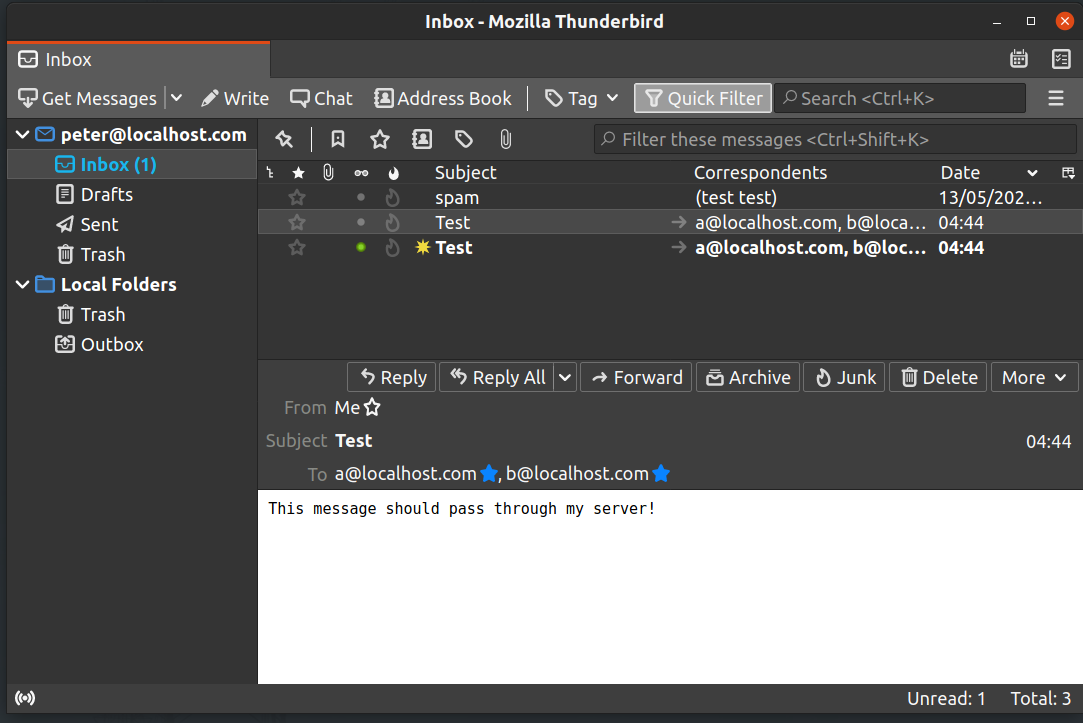 Inbox - Mozilla Thunderbird
Inbox
Get Messages Write Chat Address Book Tag Quick Filter Search <Ctrl+K>
peter@localhost.com
Inbox (1)
Drafts
Sent
Trash
Local Folders
Trash
Outbox
Filter these messages <Ctrl+Shift+K>
Subject Correspondents Date
spam (test test) 13/05/202…
Test a@localhost.com, b@loca… 04:44
Test a@localhost.com, b@loc… 04:44
Reply Reply All Forward Archive Junk Delete More
From Me
Subject Test 04:44
To a@localhost.com, b@localhost.com
This message should pass through my server!
Unread: 1 Total: 3